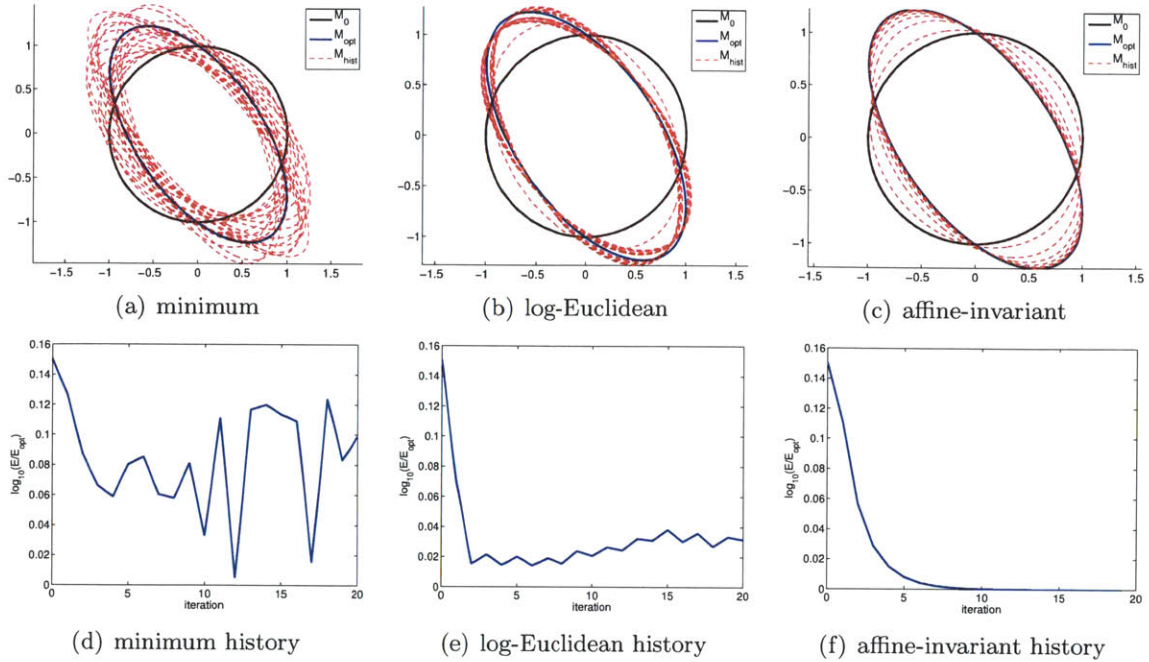 M0
Mopt
Mhist
1
0.5
0
−0.5
−1
−1.5 −1 −0.5 0 0.5 1 1.5
(a) minimum
M0
Mopt
Mhist
1
0.5
0
−0.5
−1
−1.5 −1 −0.5 0 0.5 1 1.5
(b) log-Euclidean
M0
Mopt
Mhist
1
0.5
0
−0.5
−1
−1.5 −1 −0.5 0 0.5 1 1.5
(c) affine-invariant
0.16
0.14
0.12
0.1
0.08
0.06
0.04
0.02
0
log10(E/Eopt)
0 5 10 15 20
iteration
(d) minimum history
0.16
0.14
0.12
0.1
0.08
0.06
0.04
0.02
0
log10(E/Eopt)
0 5 10 15 20
iteration
(e) log-Euclidean history
0.16
0.14
0.12
0.1
0.08
0.06
0.04
0.02
0
log10(E/Eopt)
0 5 10 15 20
iteration
(f) affine-invariant history